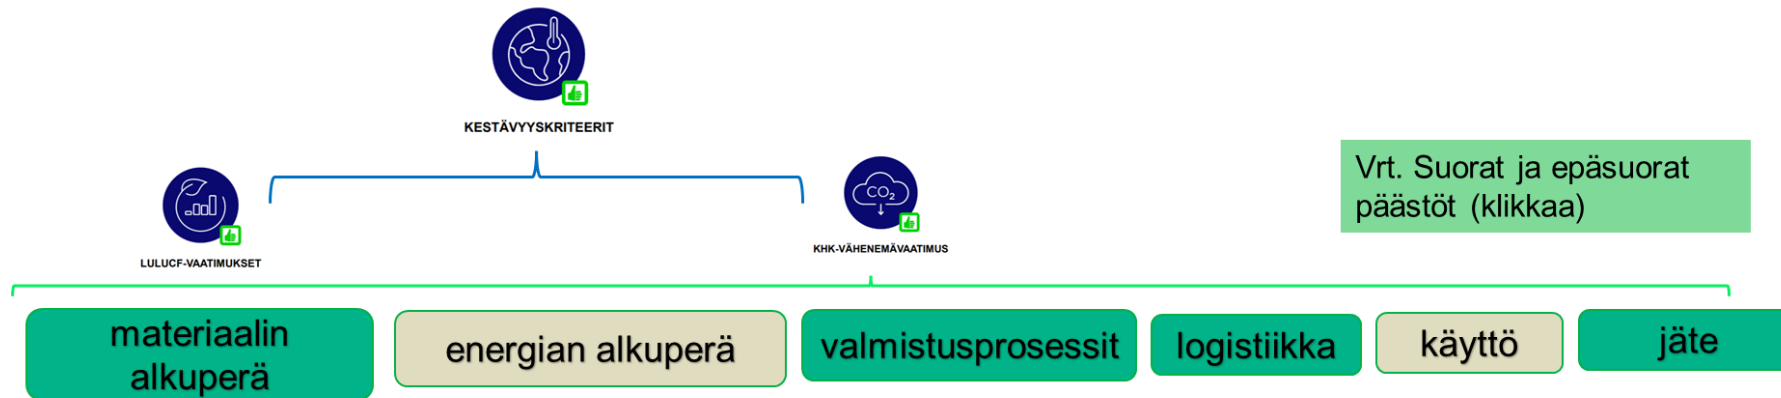 KESTÄVYYSKRITEERIT
Vrt. Suorat ja epäsuorat
päästöt (klikkaa)
CO₂
LULUCF-VAATIMUKSET
KHK-VÄHENEMÄVAATIMUS
materiaalin
alkuperä
energian alkuperä
valmistusprosessit
logistiikka
käyttö
jäte